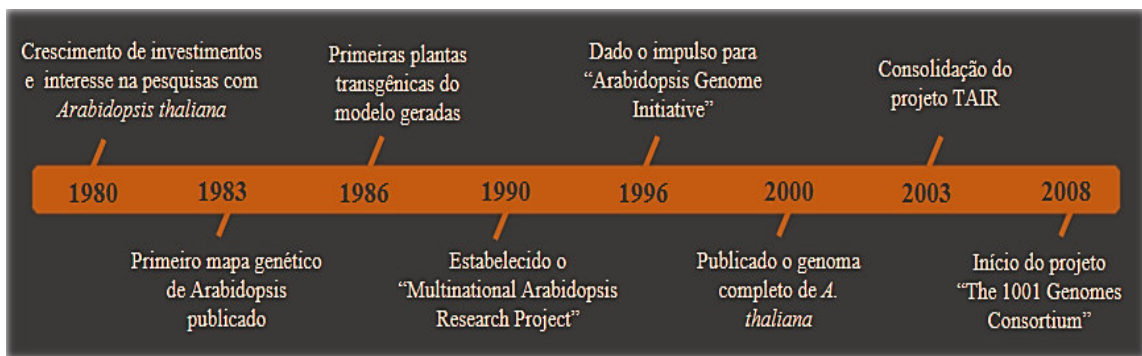 Crescimento de investimentos
e interesse na pesquisas com
Arabidopsis thaliana
Primeiras plantas
transgênicas do
modelo geradas
Dado o impulso para
“Arabidopsis Genome
Initiative”
Consolidação do
projeto TAIR
1980 1983 1986 1990 1996 2000 2003 2008
Primeiro mapa genético
de Arabidopsis
publicado
Estabelecido o
“Multinational Arabidopsis
Research Project”
Publicado o genoma
completo de A.
thaliana
Início do projeto
“The 1001 Genomes
Consortium”